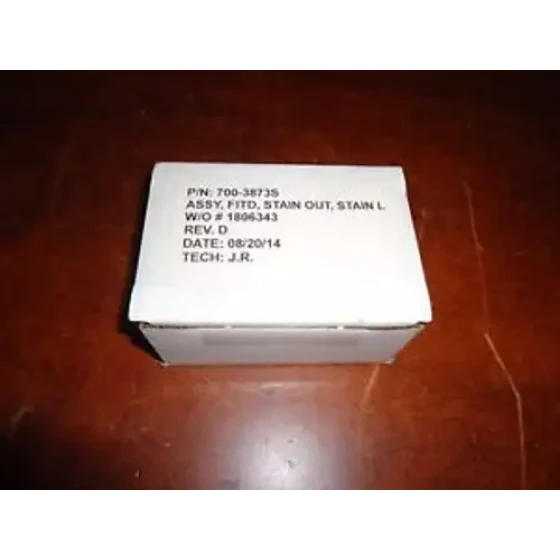 P/N: 700-3873S
ASSY, FITD, STAIN OUT, STAIN L
W/O # 1806343
REV. D
DATE: 08/20/14
TECH: J.R.